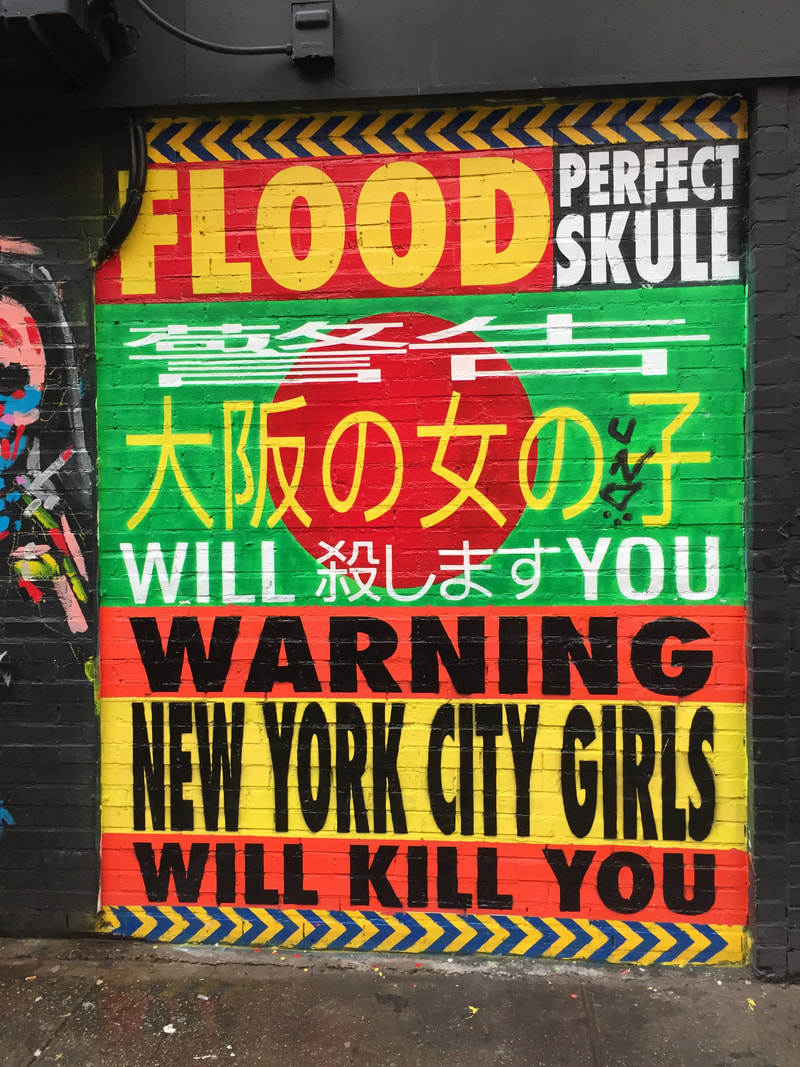 FLOOD
PERFECT
SKULL
警告
大阪の女の子
WILL 殺します YOU
WARNING
NEW YORK CITY GIRLS
WILL KILL YOU